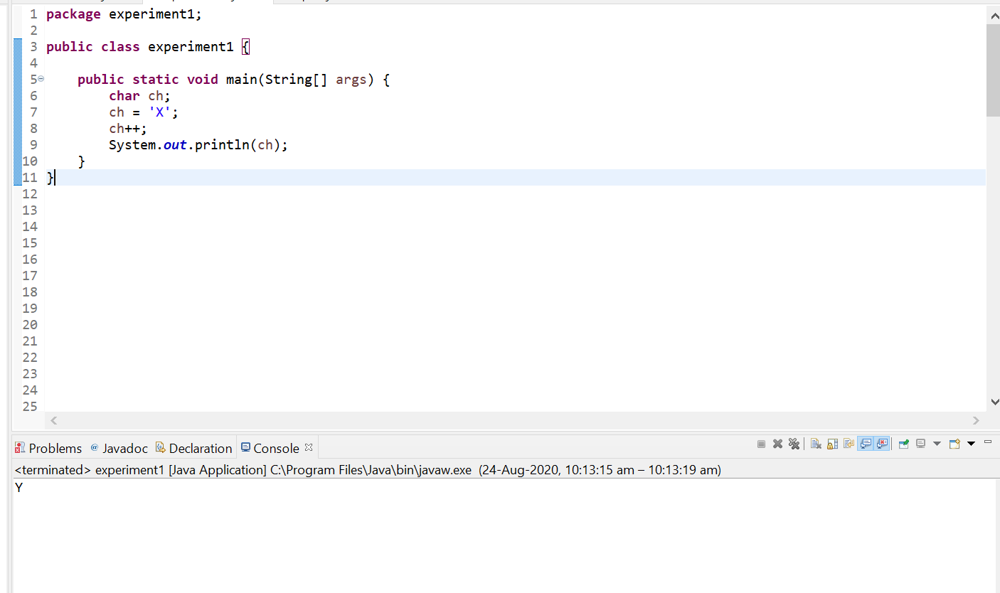 1 package experiment1;
2
3 public class experiment1 {
4
5 public static void main(String[] args) {
6 char ch;
7 ch = 'X';
8 ch++;
9 System.out.println(ch);
10 }
11 }
12
13
14
15
16
17
18
19
20
21
22
23
24
25
Problems @ Javadoc Declaration Console
<terminated> experiment1 [Java Application] C:\Program Files\Java\bin\javaw.exe (24-Aug-2020, 10:13:15 am – 10:13:19 am)
Y